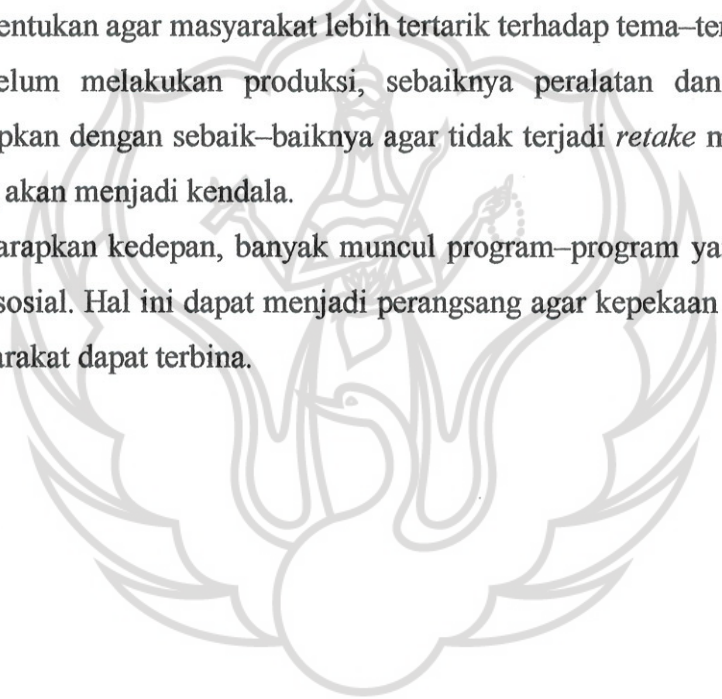 entukan agar masyarakat lebih tertarik terhadap tema–te
elum melakukan produksi, sebaiknya peralatan dan
pkan dengan sebaik–baiknya agar tidak terjadi retake
akan menjadi kendala.
arapkan kedepan, banyak muncul program–program ya
sosial. Hal ini dapat menjadi perangsang agar kepekaan
arakat dapat terbina.